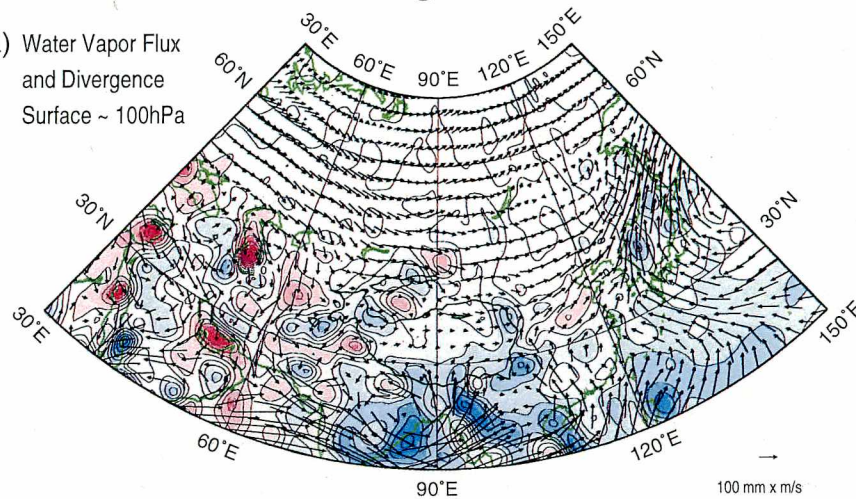 ) Water Vapor Flux
and Divergence
Surface ~ 100hPa
30˚E
60˚E
90˚E
120˚E
150˚E
60˚N
60˚N
30˚N
30˚N
30˚E
150˚E
60˚E
120˚E
90˚E
100 mm x m/s